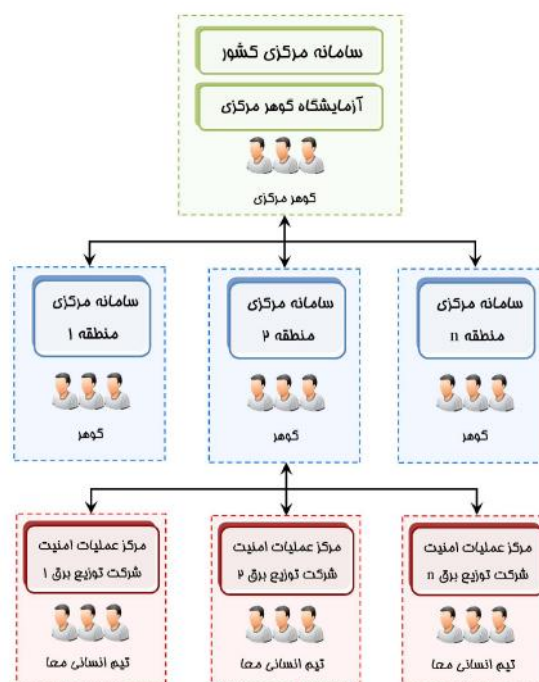 سامانه مرکزی کشور
آزمایشگاه گوهر مرکزی
گوهر مرکزی
سامانه مرکزی
منطقه ۱
گوهر
سامانه مرکزی
منطقه ۲
گوهر
سامانه مرکزی
منطقه n
گوهر
مرکز عملیات امنیت
شرکت توزیع برق ۱
تیم انسانی معا
مرکز عملیات امنیت
شرکت توزیع برق ۲
تیم انسانی معا
مرکز عملیات امنیت
شرکت توزیع برق n
تیم انسانی معا